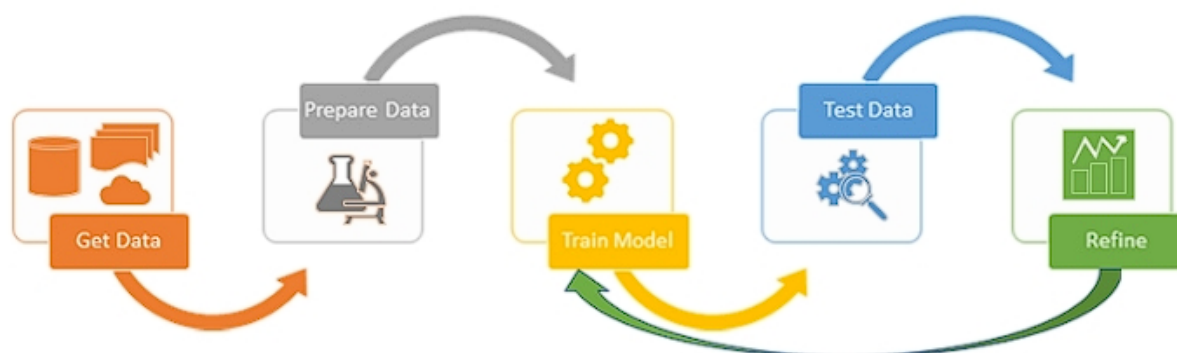 Get Data
Prepare Data
Train Model
Test Data
Refine